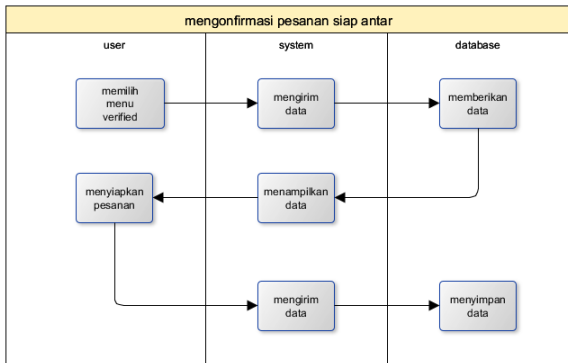 mengonfirmasi pesanan siap antar
user
system
database
memilih
menu
verified
mengirim
data
memberikan
data
menyiapkan
pesanan
menampilkan
data
mengirim
data
menyimpan
data